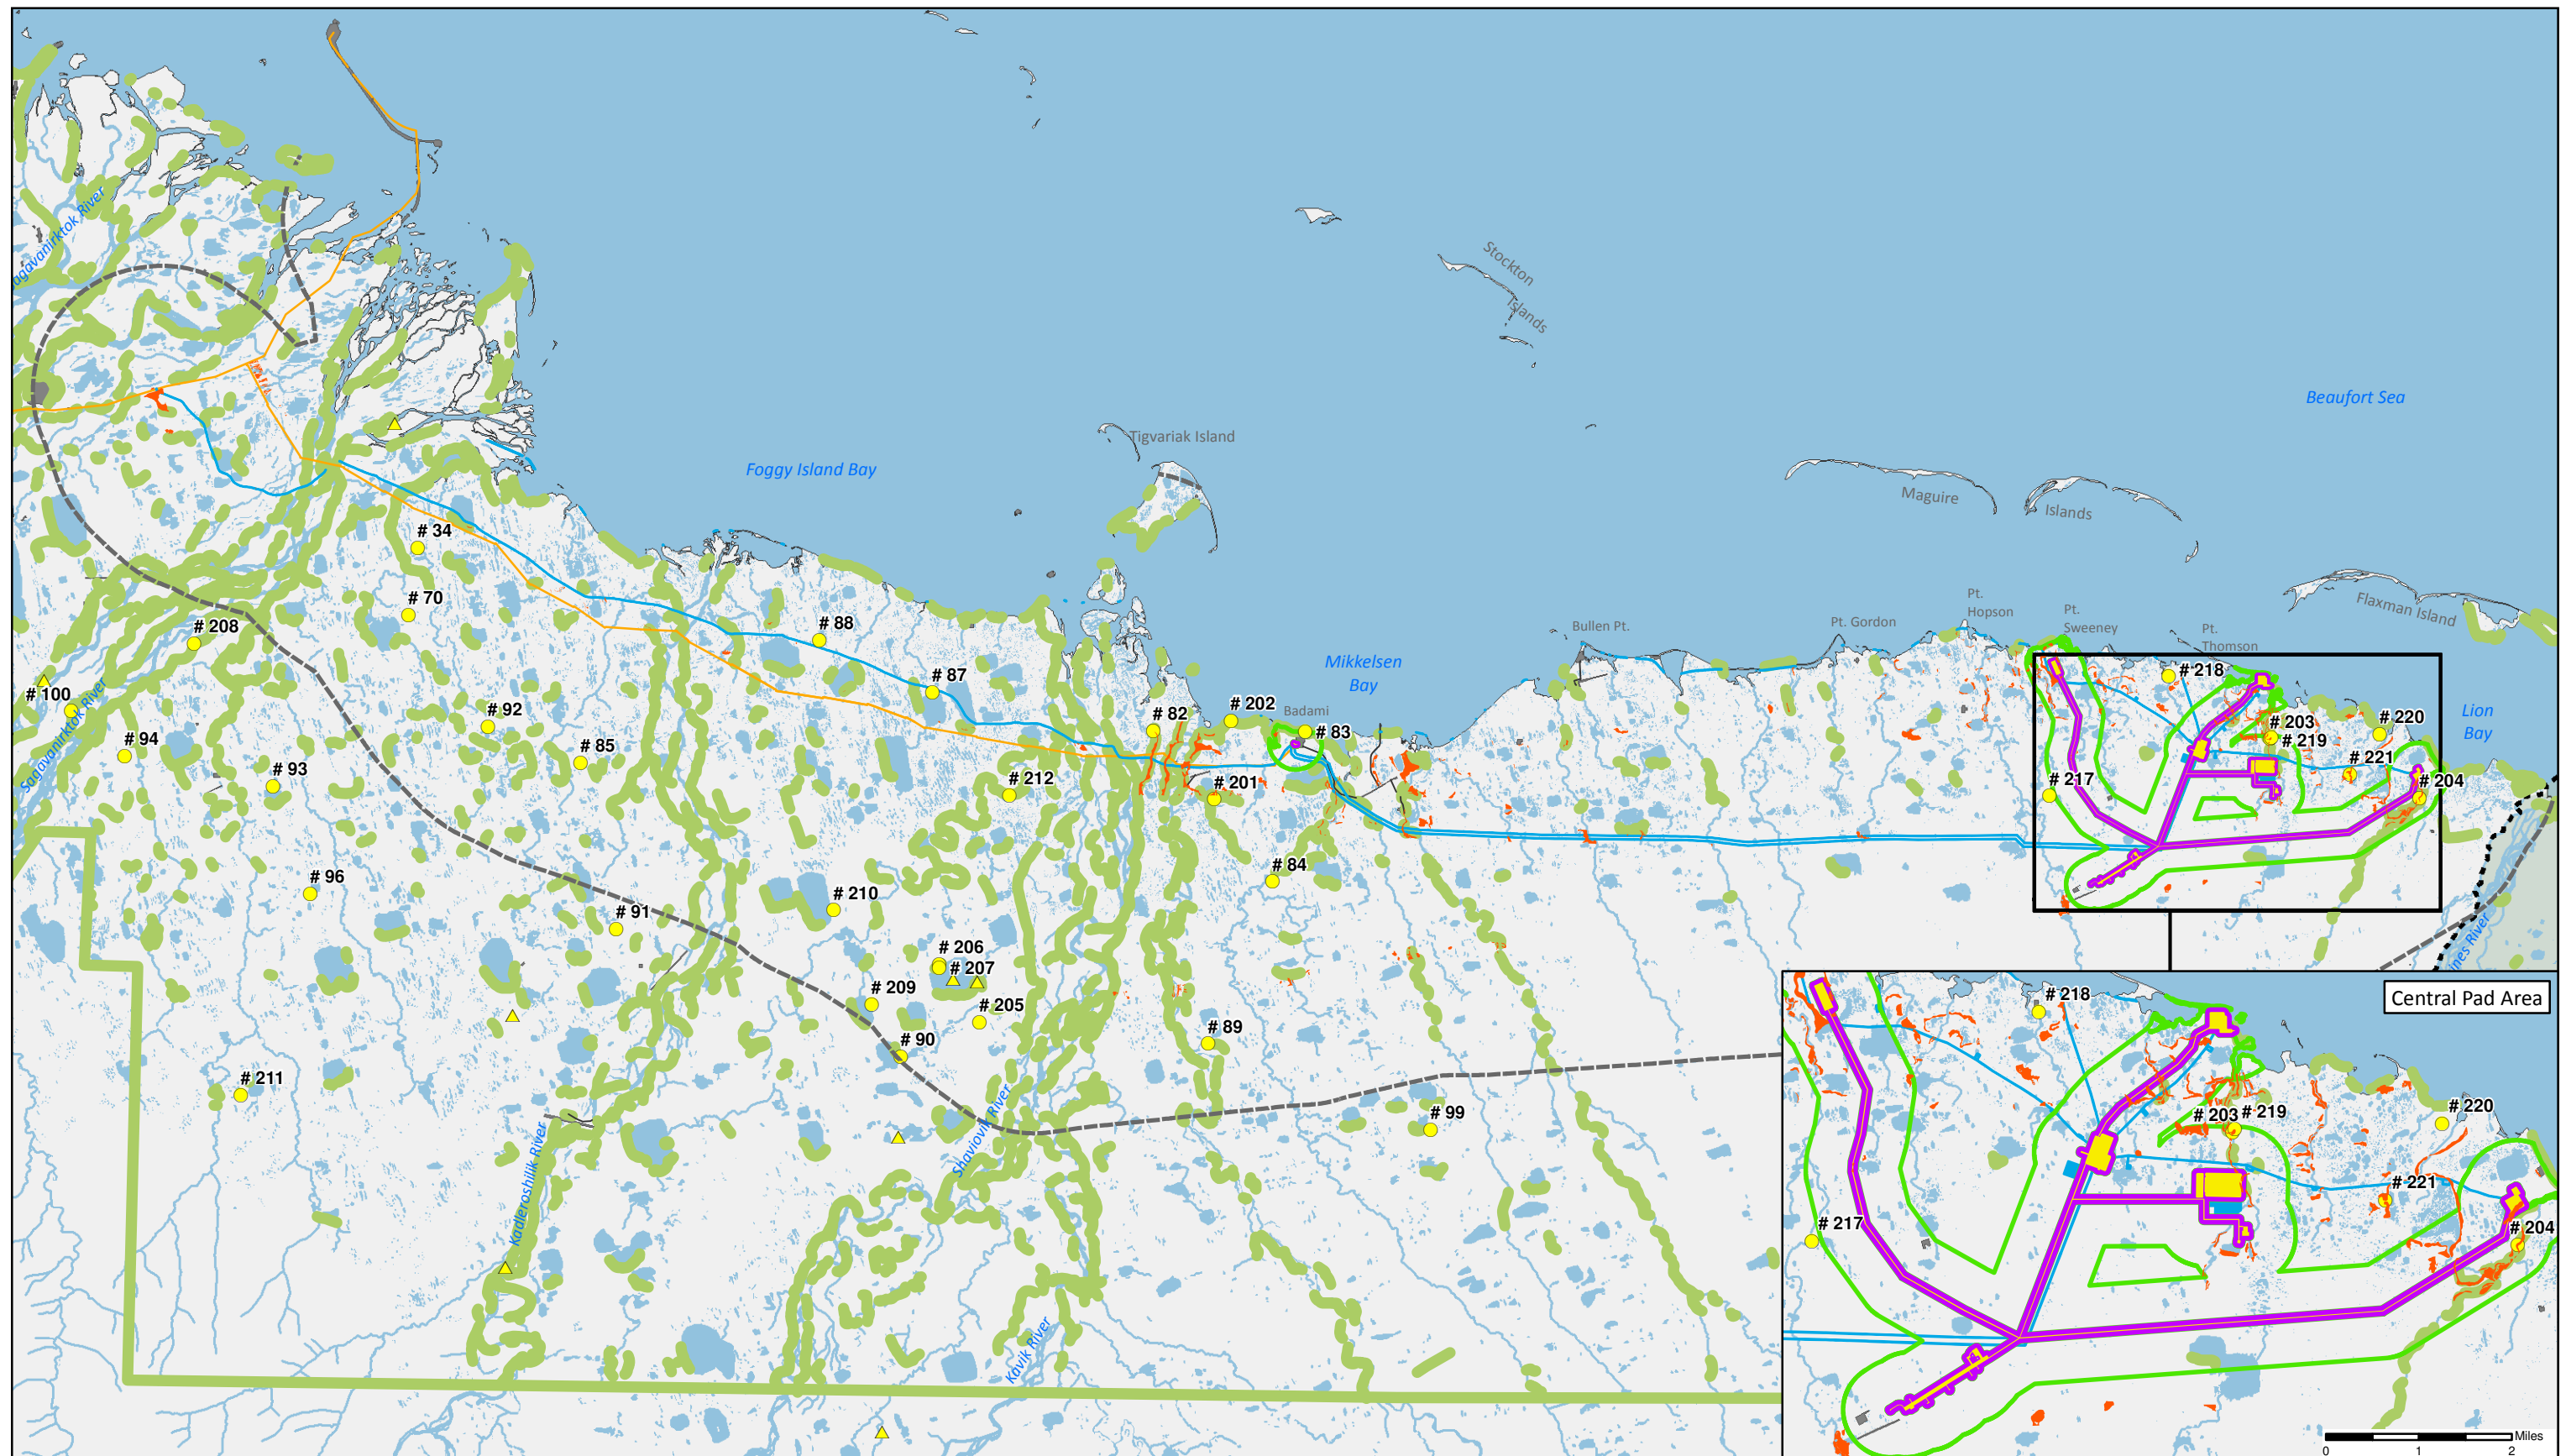 Sagavanirktok River
Stockton
Islands
Beaufort Sea
Tigvariak Island
Foggy Island Bay
Maguire
Islands
# 34
# 70
# 208
# 88
Pt.
Hopson
Pt.
Sweeney
Flaxman Island
Bullen Pt.
Pt. Gordon
Pt.
Thomson
Mikkelsen
Bay
# 87
# 218
# 100
Sagavanirktok River
# 92
# 82
# 202
Badami
# 83
# 203
# 219
# 220
Lion
Bay
# 94
# 85
# 93
# 212
# 201
# 217
# 221
# 204
# 96
# 84
# 91
# 210
# 206
# 207
# 209
# 205
# 90
# 89
# 211
# 99
Shaviovik River
Kadleroshilik River
Kavik River
Central Pad Area
# 218
# 203
# 219
# 220
# 221
# 217
# 204
Miles
0 1 2